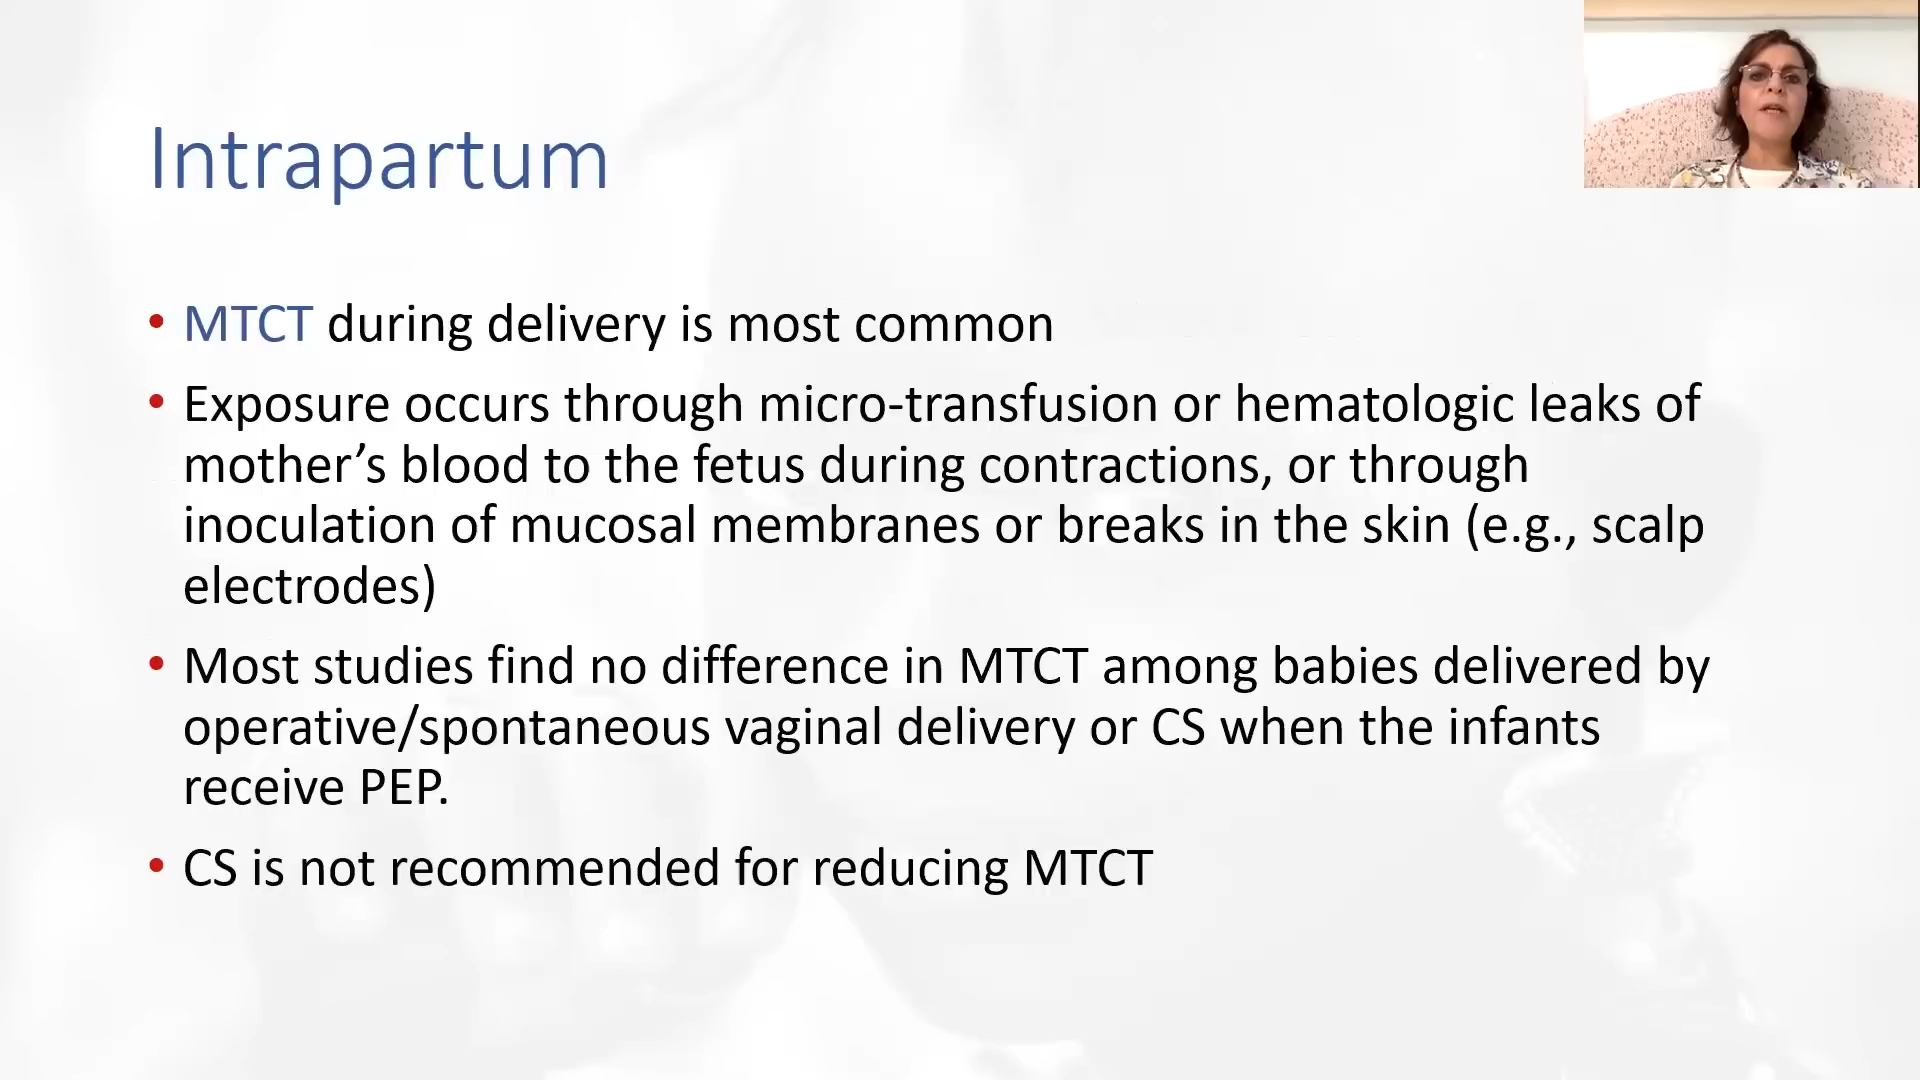 Intrapartum
• MTCT during delivery is most common
• Exposure occurs through micro-transfusion or hematologic leaks of
mother’s blood to the fetus during contractions, or through
inoculation of mucosal membranes or breaks in the skin (e.g., scalp
electrodes)
• Most studies find no difference in MTCT among babies delivered by
operative/spontaneous vaginal delivery or CS when the infants
receive PEP.
• CS is not recommended for reducing MTCT